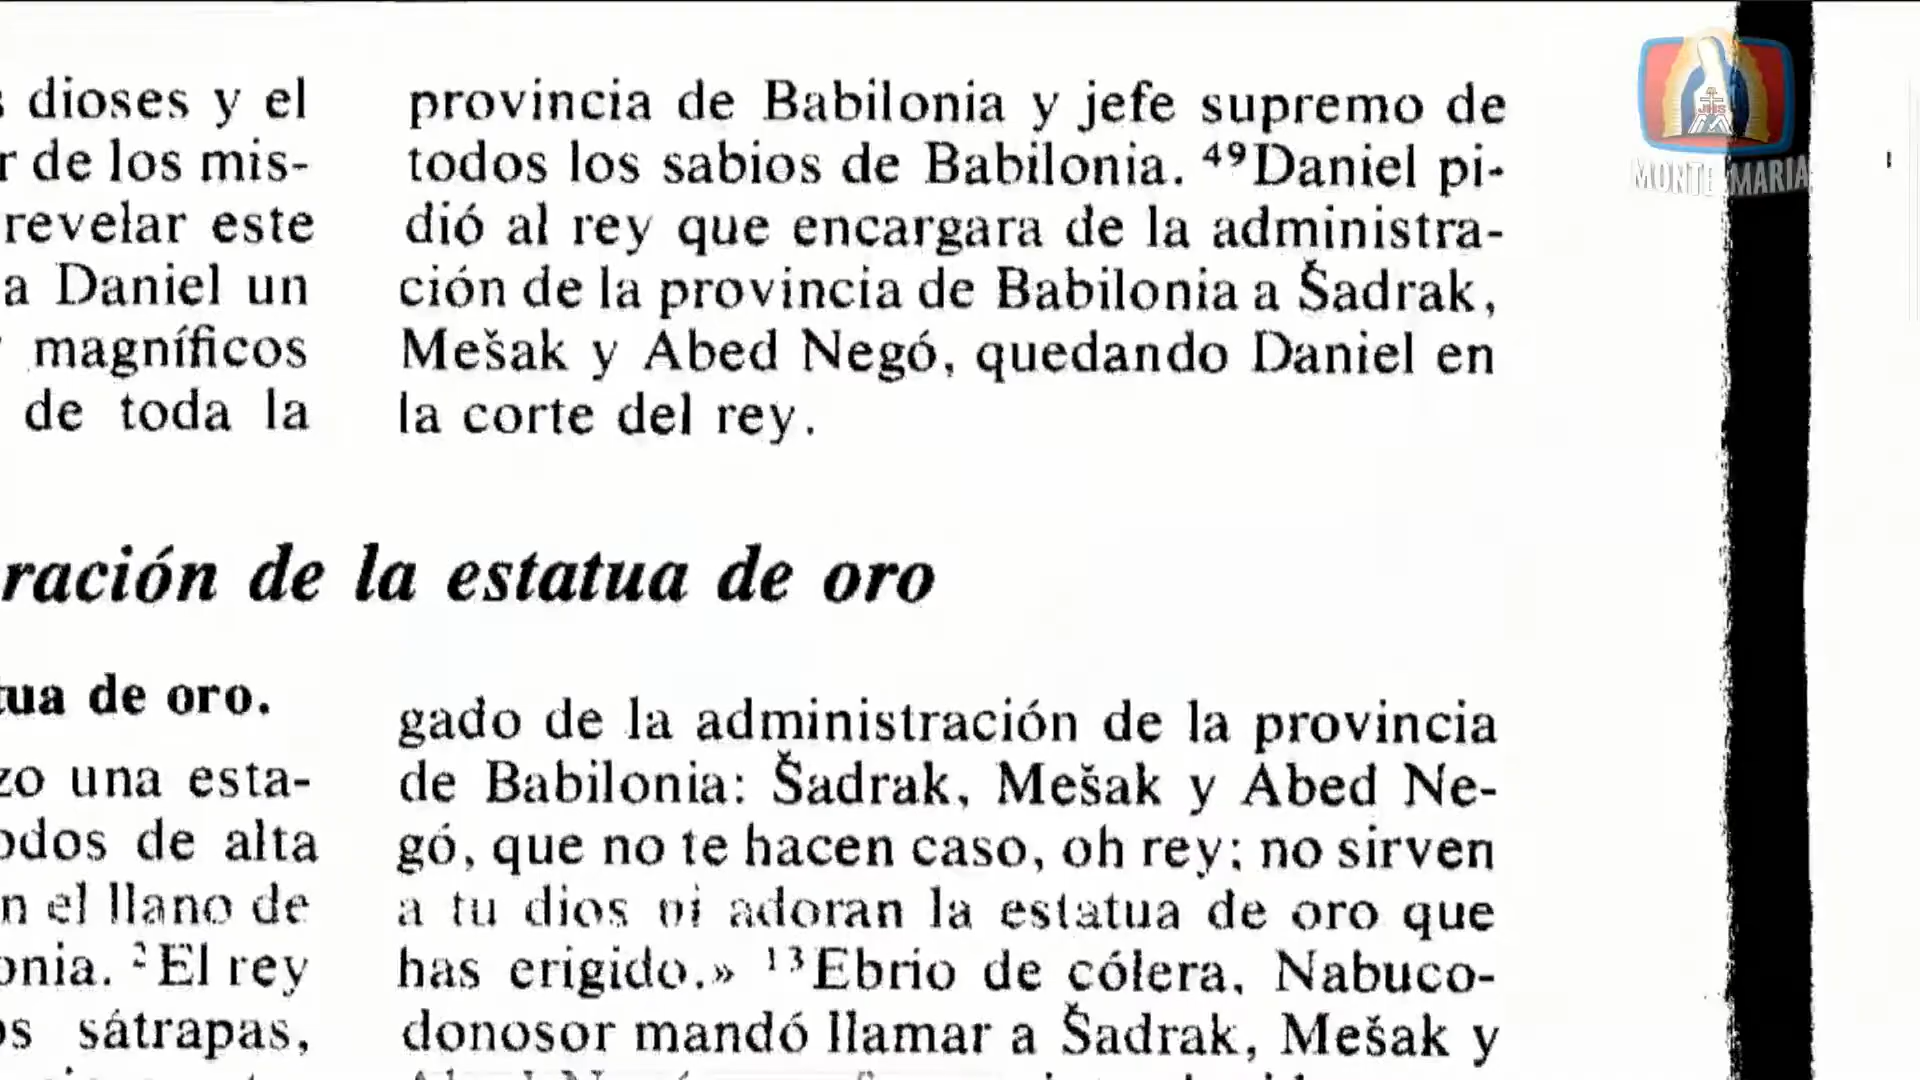 dioses y el
r de los mis-
revelar este
a Daniel un
magníficos
de toda la
provincia de Babilonia y jefe supremo de
todos los sabios de Babilonia. ⁴⁹Daniel pi-
dió al rey que encargara de la administra-
ción de la provincia de Babilonia a Šadrak,
Mešak y Abed Negó, quedando Daniel en
la corte del rey.
ración de la estatua de oro
tua de oro.
zo una esta-
odos de alta
n el llano de
onia. ²El rey
os sátrapas,
gado de la administración de la provincia
de Babilonia: Šadrak, Mešak y Abed Ne-
gó, que no te hacen caso, oh rey; no sirven
a tu dios ni adoran la estatua de oro que
has erigido.» ¹³Ebrio de cólera, Nabuco-
donosor mandó llamar a Šadrak, Mešak y
JHS
MONTE MARIA